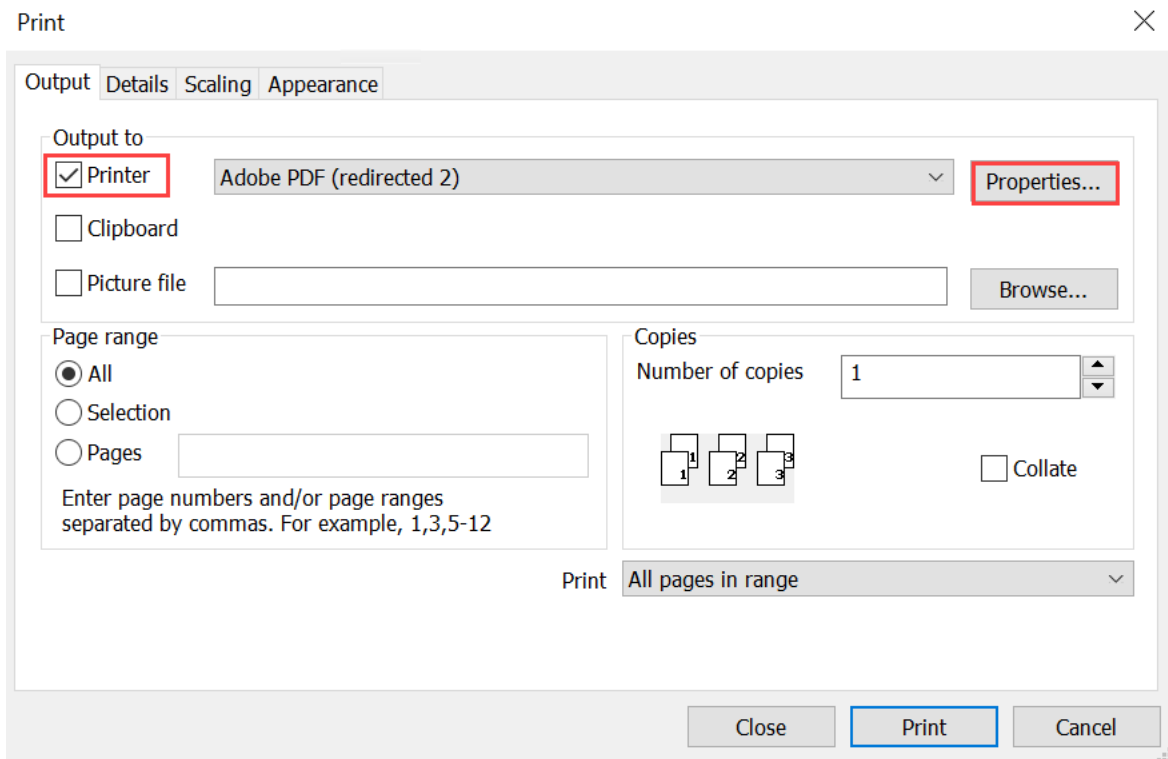 Print
Output Details Scaling Appearance
Output to
Printer Adobe PDF (redirected 2) Properties...
Clipboard
Picture file Browse...
Page range
All
Selection
Pages
Enter page numbers and/or page ranges
separated by commas. For example, 1,3,5-12
Copies
Number of copies 1
1 1 2 2 3 3
Collate
Print All pages in range
Close Print Cancel